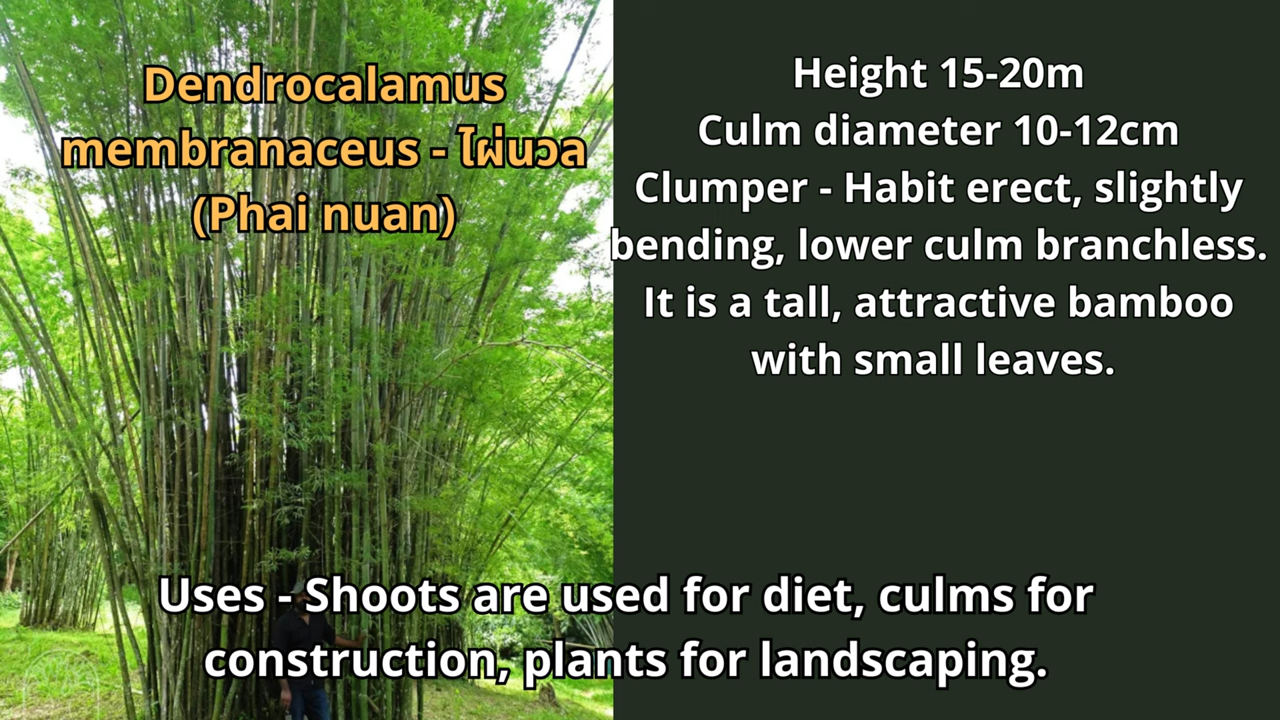 Dendrocalamus
membranaceus - ไผ่นวล
(Phai nuan)
Height 15-20m
Culm diameter 10-12cm
Clumper - Habit erect, slightly
bending, lower culm branchless.
It is a tall, attractive bamboo
with small leaves.
Uses - Shoots are used for diet, culms for
construction, plants for landscaping.